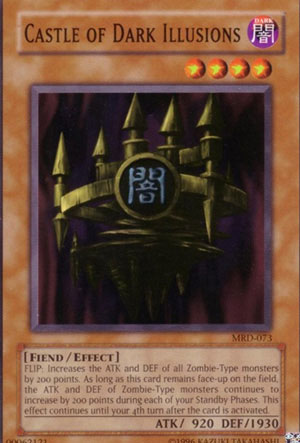 CASTLE OF DARK ILLUSIONS
DARK
闇
闇
MRD-073
[FIEND / EFFECT]
FLIP: Increases the ATK and DEF of all Zombie-Type monsters
by 200 points. As long as this card remains face-up on the field,
the ATK and DEF of Zombie-Type monsters continues to
increase by 200 points during each of your Standby Phases. This
effect continues until your 4th turn after the card is activated.
ATK/ 920 DEF/1930
00062121
©1996 KAZUKI TAKAHASHI